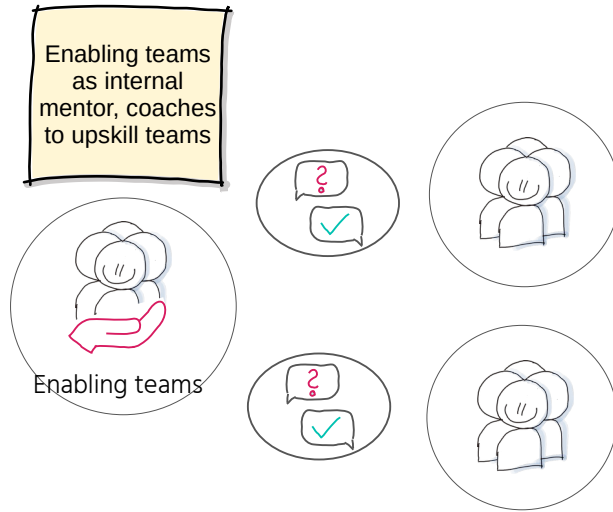 Enabling teams
as internal
mentor, coaches
to upskill teams
?
?
Enabling teams